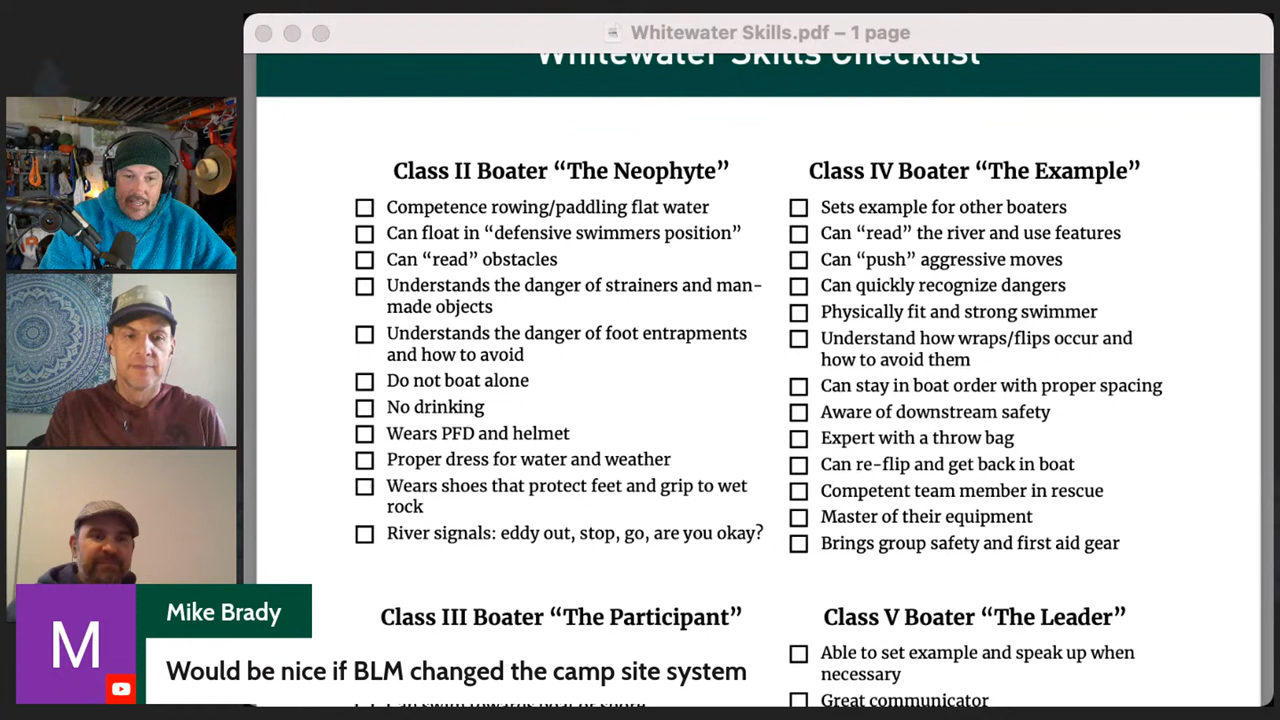 Whitewater Skills.pdf – 1 page
Whitewater Skills Checklist
Class II Boater “The Neophyte”
Competence rowing/paddling flat water
Can float in “defensive swimmers position”
Can “read” obstacles
Understands the danger of strainers and man-
made objects
Understands the danger of foot entrapments
and how to avoid
Do not boat alone
No drinking
Wears PFD and helmet
Proper dress for water and weather
Wears shoes that protect feet and grip to wet
rock
River signals: eddy out, stop, go, are you okay?
Class IV Boater “The Example”
Sets example for other boaters
Can “read” the river and use features
Can “push” aggressive moves
Can quickly recognize dangers
Physically fit and strong swimmer
Understand how wraps/flips occur and
how to avoid them
Can stay in boat order with proper spacing
Aware of downstream safety
Expert with a throw bag
Can re-flip and get back in boat
Competent team member in rescue
Master of their equipment
Brings group safety and first aid gear
Class III Boater “The Participant”
Can swim towards boat or shore
Class V Boater “The Leader”
Able to set example and speak up when
necessary
Great communicator
M
Mike Brady
Would be nice if BLM changed the camp site system